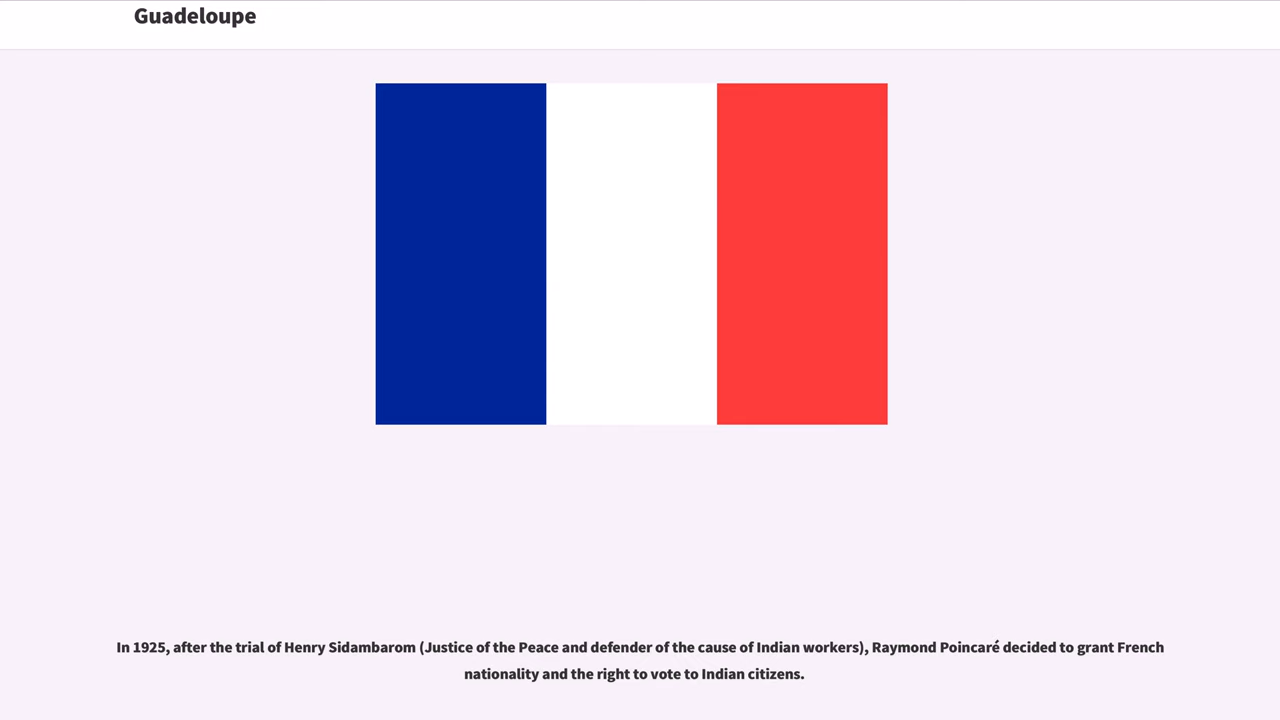 Guadeloupe
In 1925, after the trial of Henry Sidambarom (Justice of the Peace and defender of the cause of Indian workers), Raymond Poincaré decided to grant French
nationality and the right to vote to Indian citizens.